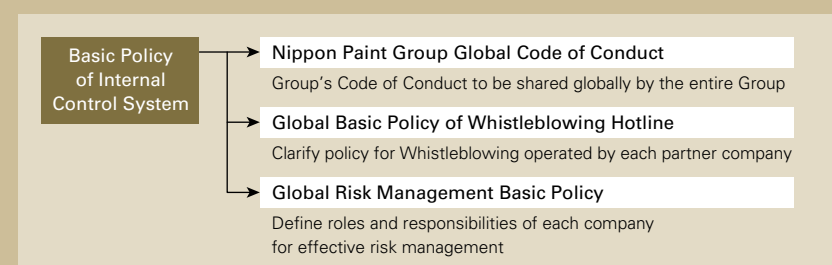 Basic Policy
of Internal
Control System
Nippon Paint Group Global Code of Conduct
Group's Code of Conduct to be shared globally by the entire Group
Global Basic Policy of Whistleblowing Hotline
Clarify policy for Whistleblowing operated by each partner company
Global Risk Management Basic Policy
Define roles and responsibilities of each company
for effective risk management